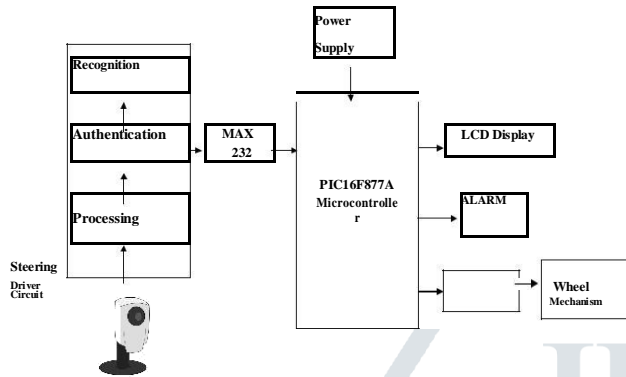 Power
Supply
Recognition
Authentication
MAX
232
LCD Display
PIC16F877A
Microcontrolle
r
ALARM
Processing
Steering
Driver
Circuit
Wheel
Mechanism